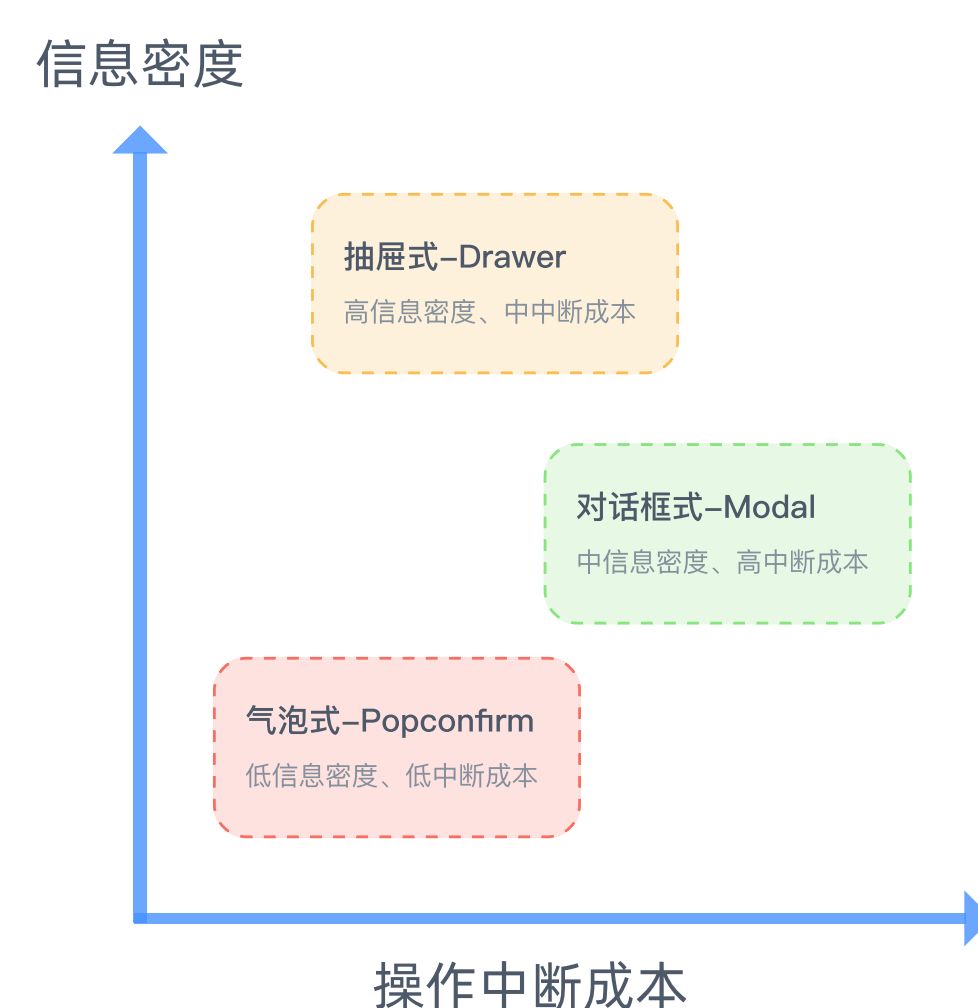 信息密度
抽屉式–Drawer
高信息密度、中中断成本
对话框式–Modal
中信息密度、高中断成本
气泡式–Popconfirm
低信息密度、低中断成本
操作中断成本